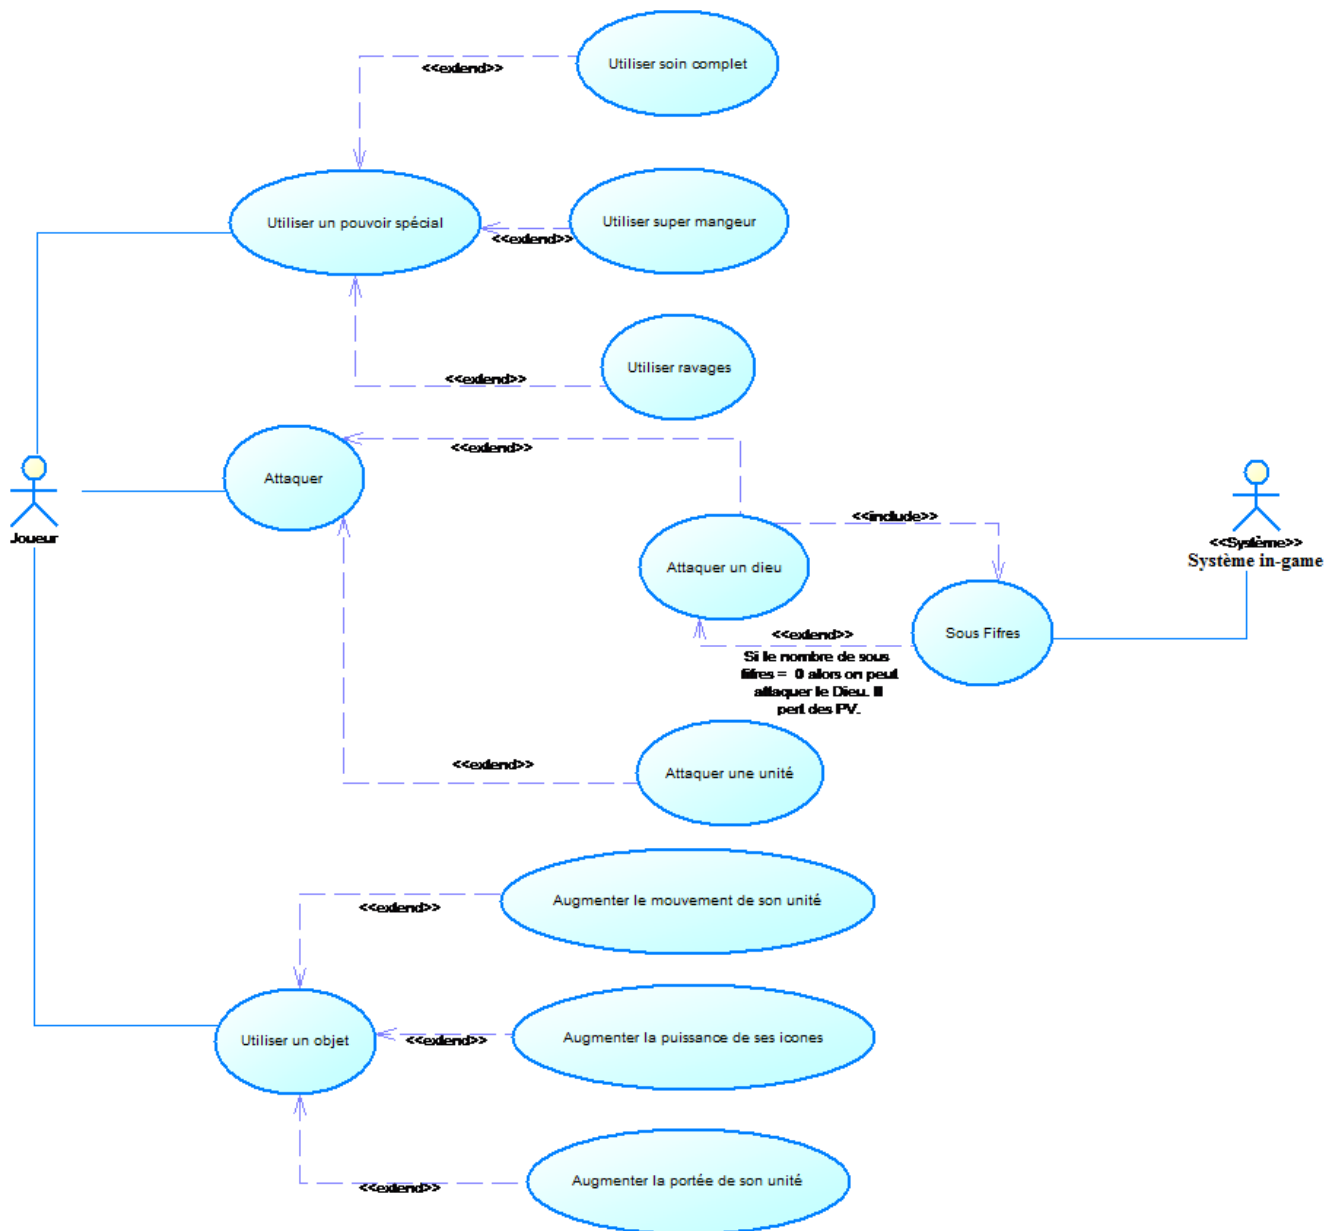 Utiliser soin complet
<<extend>>
Utiliser un pouvoir spécial
Utiliser super mangeur
<<extend>>
Utiliser ravages
<<extend>>
Attaquer
<<extend>>
Joueur
<<include>>
<<Système>>
Système in-game
Attaquer un dieu
Sous Fifres
<<extend>>
Si le nombre de sous
fifres = 0 alors on peut
attaquer le Dieu. Il
pert des PV.
<<extend>>
Attaquer une unité
Augmenter le mouvement de son unité
<<extend>>
Utiliser un objet
<<extend>>
Augmenter la puissance de ses icones
Augmenter la portée de son unité
<<extend>>